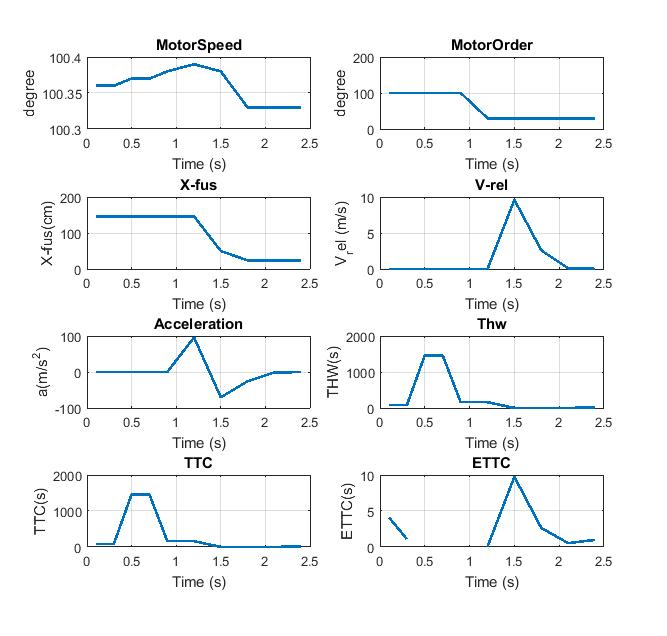 MotorSpeed
100.4
100.35
100.3
degree
0 0.5 1 1.5 2 2.5
Time (s)
MotorOrder
200
100
0
degree
0 0.5 1 1.5 2 2.5
Time (s)
X-fus
200
100
0
X-fus(cm)
0 0.5 1 1.5 2 2.5
Time (s)
V-rel
10
5
0
V_rel (m/s)
0 0.5 1 1.5 2 2.5
Time (s)
Acceleration
100
0
-100
a(m/s²)
0 0.5 1 1.5 2 2.5
Time (s)
Thw
2000
1000
0
THW(s)
0 0.5 1 1.5 2 2.5
Time (s)
TTC
2000
1000
0
TTC(s)
0 0.5 1 1.5 2 2.5
Time (s)
ETTC
10
5
0
ETTC(s)
0 0.5 1 1.5 2 2.5
Time (s)